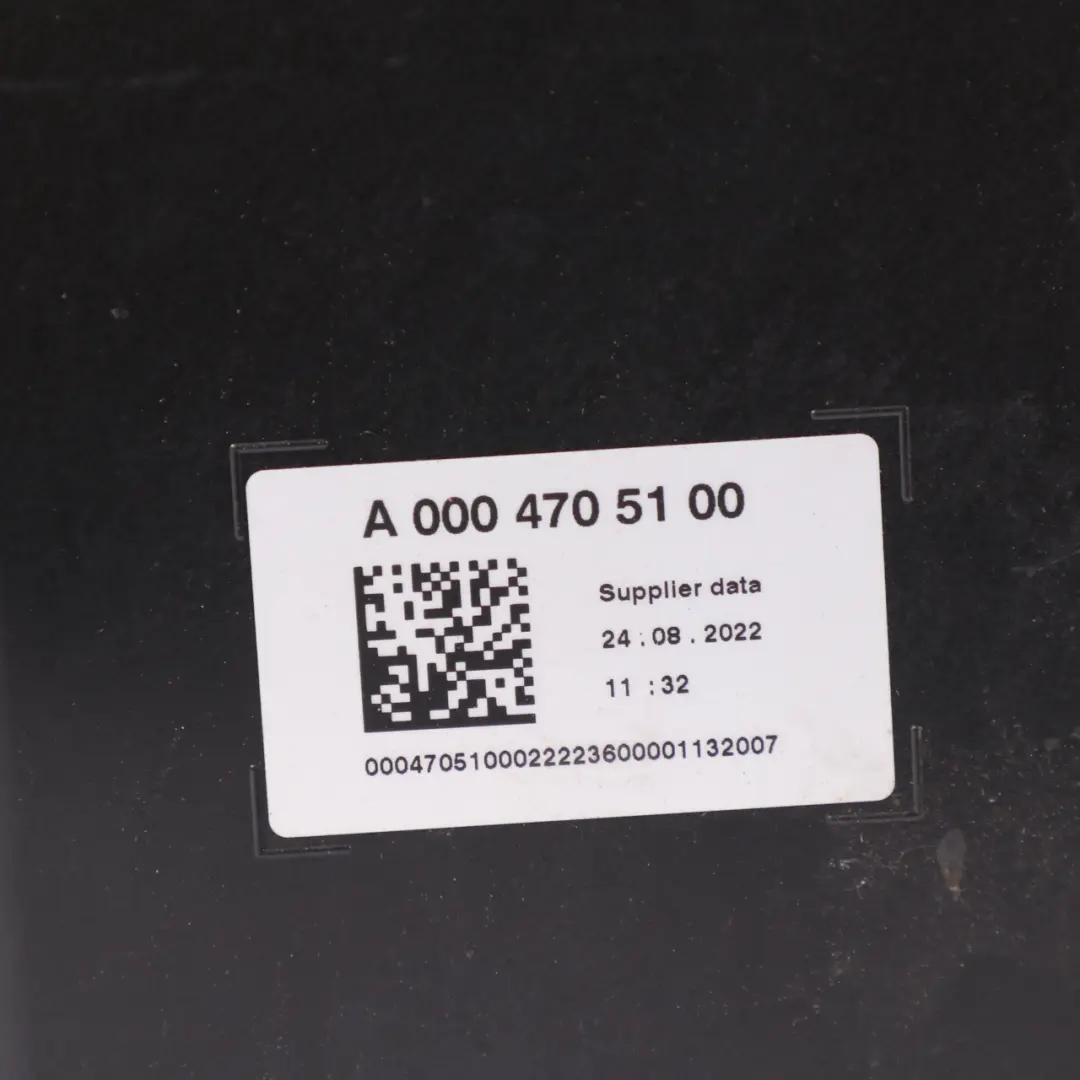 A 000 470 51 00
Supplier data
24.08.2022
11 :32
0004705100022223600001132007